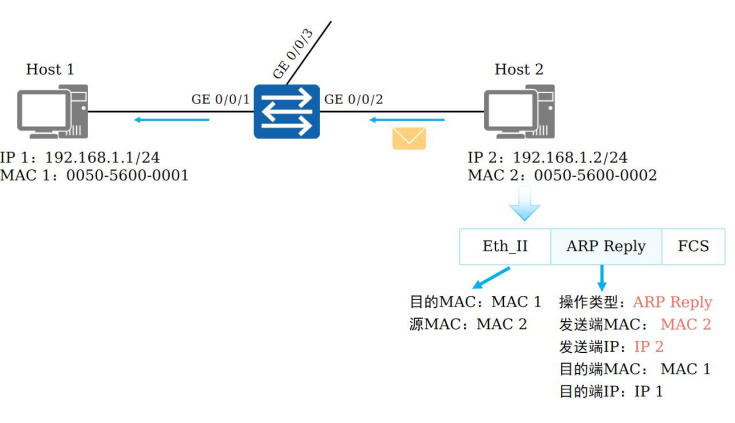 GE 0/0/3
Host 1
Host 2
GE 0/0/1
GE 0/0/2
IP 1：192.168.1.1/24
MAC 1：0050-5600-0001
IP 2：192.168.1.2/24
MAC 2：0050-5600-0002
Eth_II
ARP Reply
FCS
目的MAC：MAC 1
源MAC：MAC 2
操作类型：ARP Reply
发送端MAC： MAC 2
发送端IP：IP 2
目的端MAC： MAC 1
目的端IP：IP 1